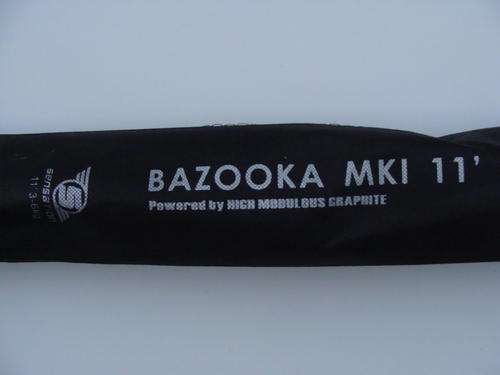 BAZOOKA MKI 11'
Powered by HIGH MODULOUS GRAPHITE
sensation